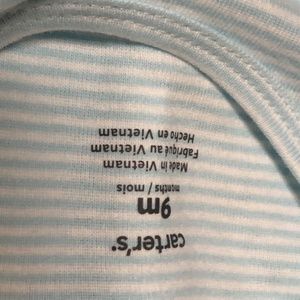 carter's®
9m
months / mois
Made in Vietnam
Fabriqué au Vietnam
Hecho en Vietnam